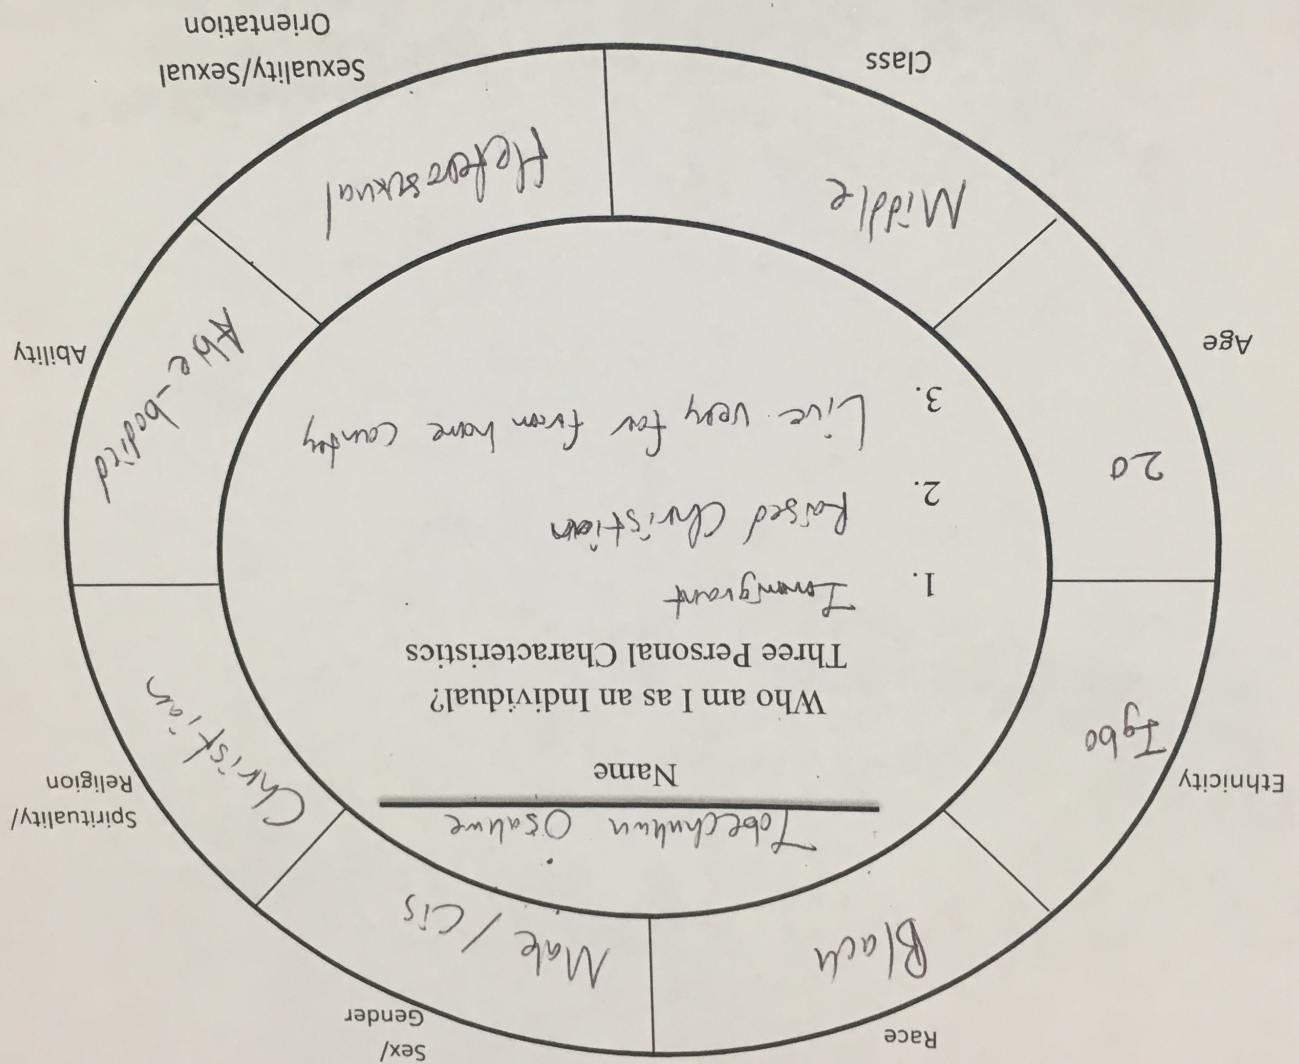 Race
Black
Sex/
Gender
Male / Cis
Ethnicity
Igbo
Spirituality/
Religion
Christian
Tobechukwu Osakwe
Name
Who am I as an Individual?
Three Personal Characteristics
1. Immigrant
2. Raised Christian
3. Live very far from home country
Age
20
Ability
Able-bodied
Class
Middle
Sexuality/Sexual
Orientation
Heterosexual